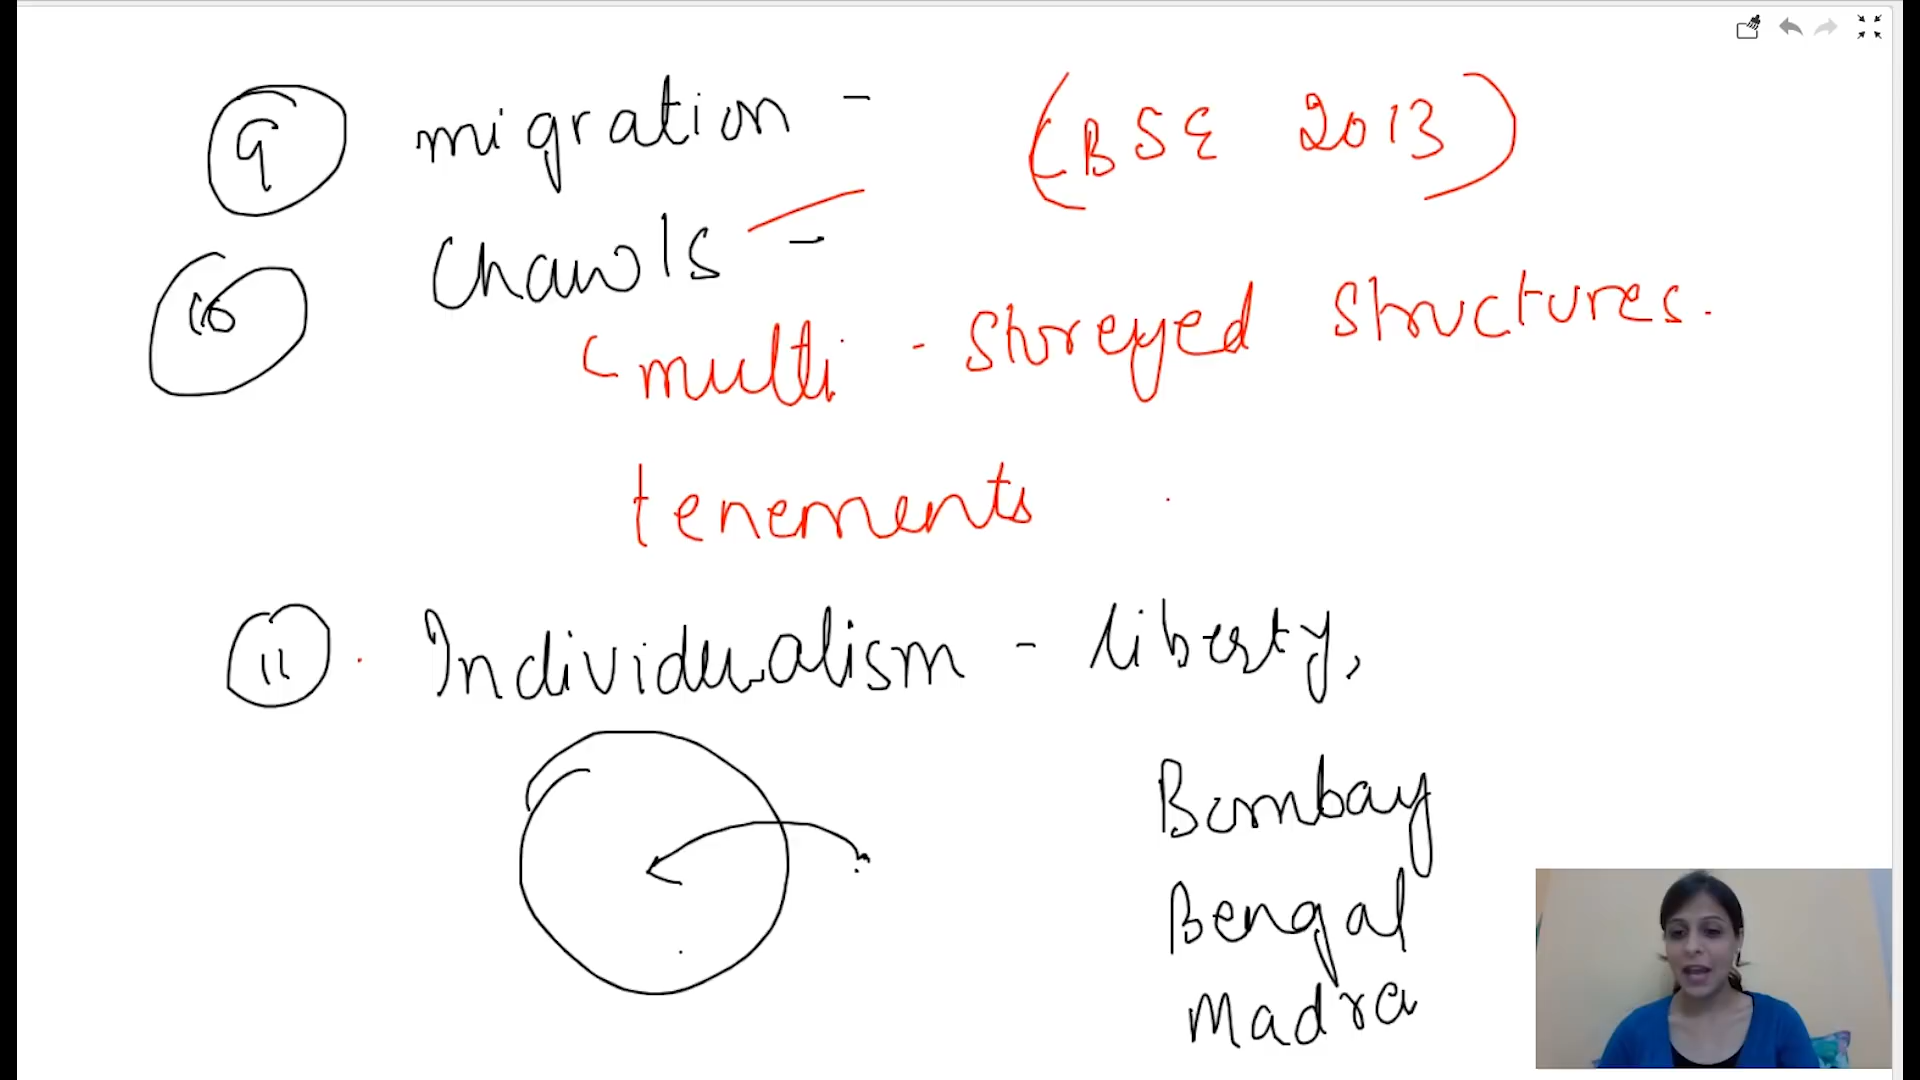 9 migration - (CBSE 2013)
10 Chawls -
multi - storeyed structures.
tenements
11 Individualism - liberty,
Bombay
Bengal
Madra